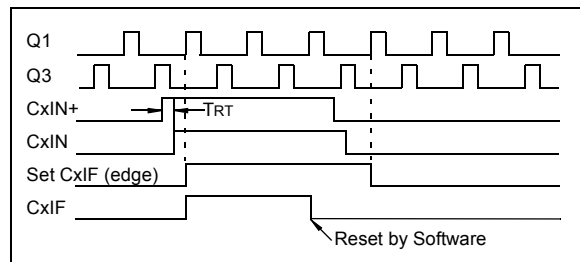 Q1
Q3
CxIN+
TRT
CxIN
Set CxIF (edge)
CxIF
Reset by Software